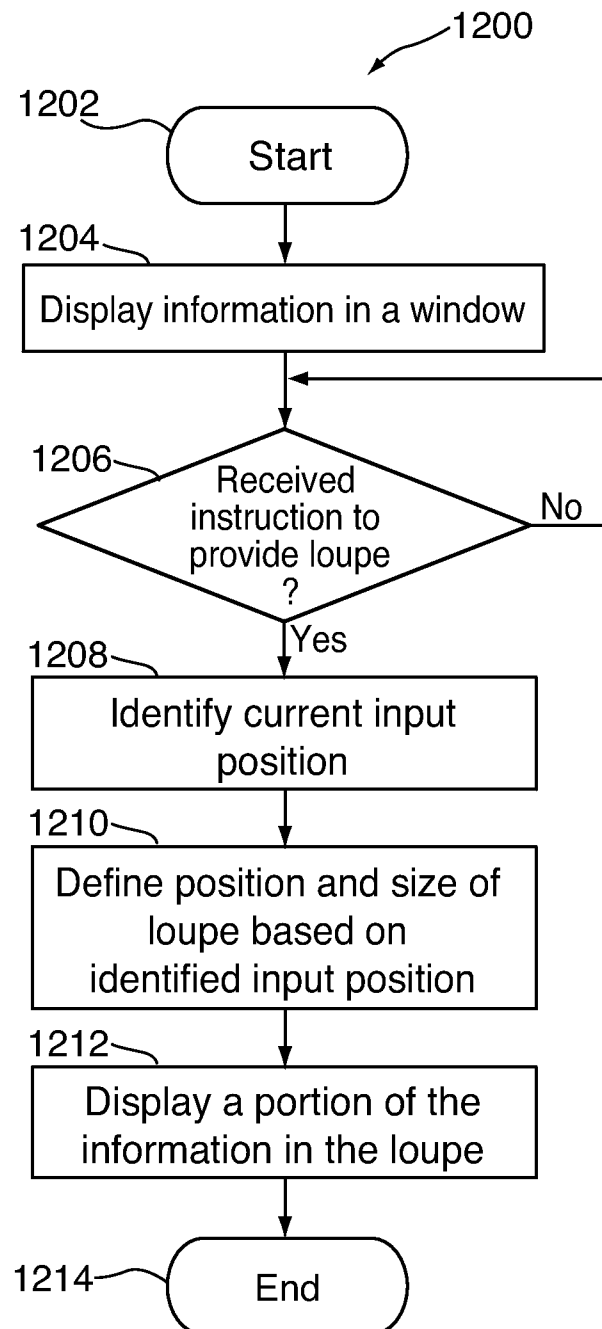 1200
1202
Start
1204
Display information in a window
1206
Received
instruction to
provide loupe
?
No
Yes
1208
Identify current input
position
1210
Define position and size of
loupe based on
identified input position
1212
Display a portion of the
information in the loupe
1214
End